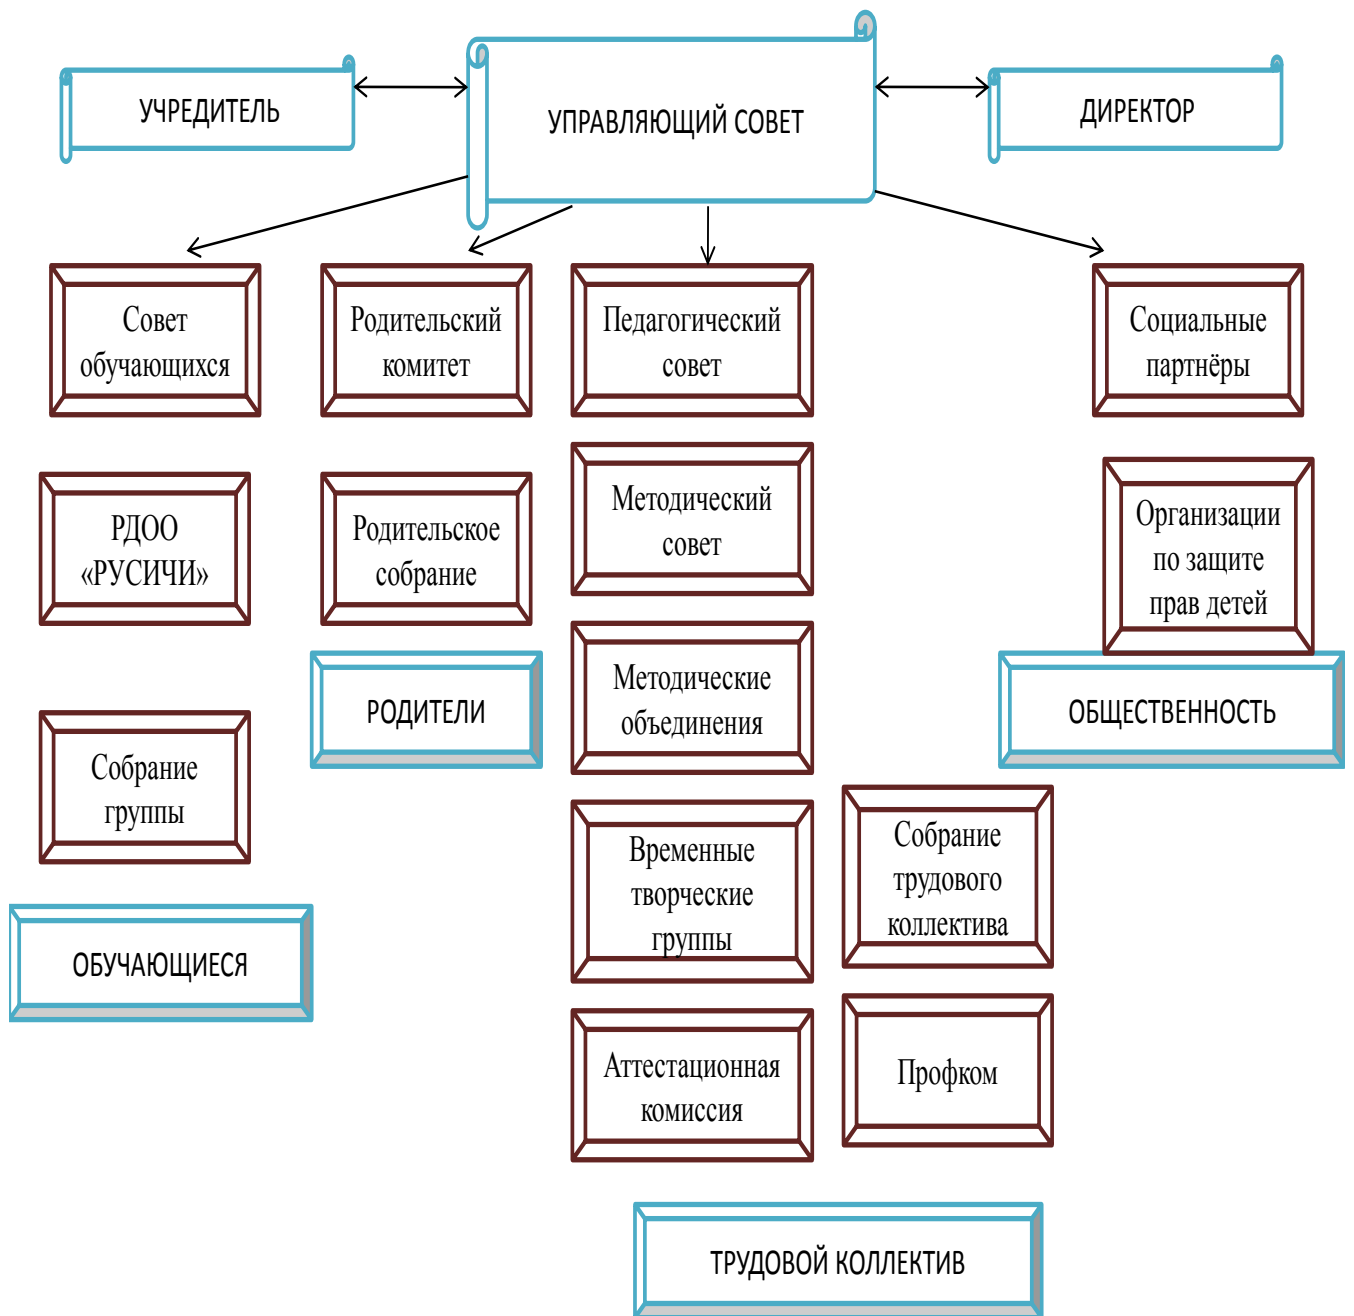 УЧРЕДИТЕЛЬ
УПРАВЛЯЮЩИЙ СОВЕТ
ДИРЕКТОР
Совет
обучающихся
Родительский
комитет
Педагогический
совет
Социальные
партнёры
РДОО
«РУСИЧИ»
Родительское
собрание
Методический
совет
Организации
по защите
прав детей
РОДИТЕЛИ
Методические
объединения
ОБЩЕСТВЕННОСТЬ
Собрание
группы
Временные
творческие
группы
Собрание
трудового
коллектива
ОБУЧАЮЩИЕСЯ
Аттестационная
комиссия
Профком
ТРУДОВОЙ КОЛЛЕКТИВ